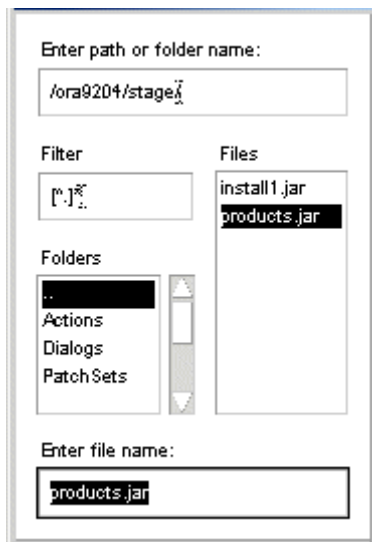 Enter path or folder name:
/ora9204/stage/
Filter
Files
[^.]*
install1.jar
products.jar
Folders
..
Actions
Dialogs
PatchSets
Enter file name:
products.jar